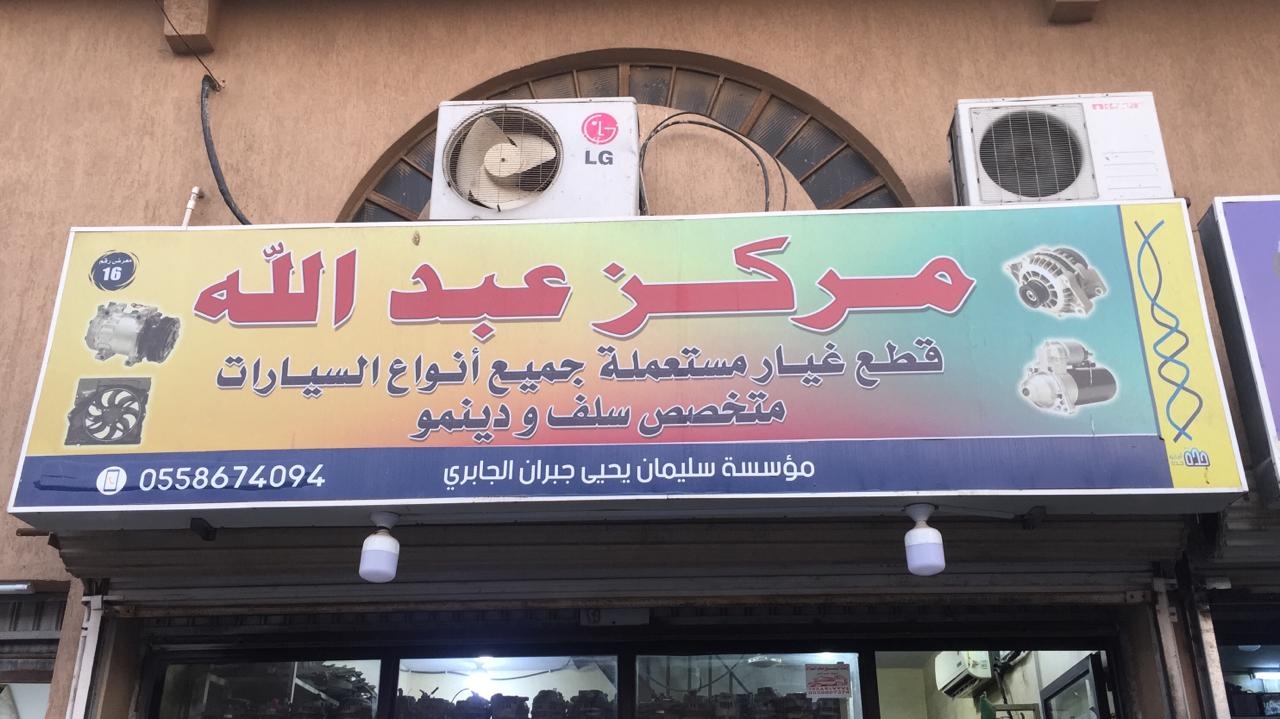 LG
معرض رقم
16
مركز عبد الله
قطع غيار مستعملة جميع أنواع السيارات
متخصص سلف و دينمو
مؤسسة سليمان يحيى جبران الجابري
0558674094